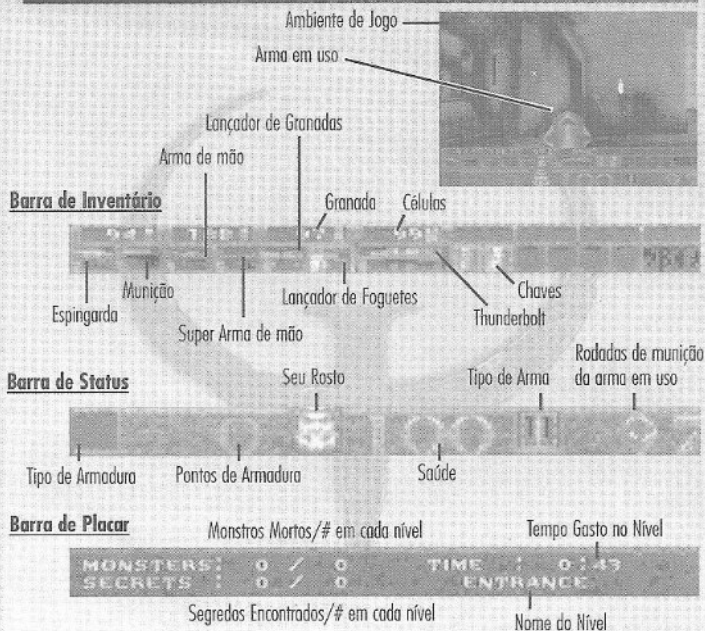 Ambiente de Jogo
Arma em uso
Lançador de Granadas
Arma de mão
Barra de Inventário
Granada
Células
Espingarda
Munição
Super Arma de mão
Lançador de Foguetes
Thunderbolt
Chaves
Barra de Status
Seu Rosto
Tipo de Arma
Rodadas de munição
da arma em uso
Tipo de Armadura
Pontos de Armadura
Saúde
Barra de Placar
Monstros Mortos/# em cada nível
Tempo Gasto no Nível
MONSTERS: 0 / 0 TIME : 0:43
SECRETS : 0 / 0 ENTRANCE
Segredos Encontrados/# em cada nível
Nome do Nível